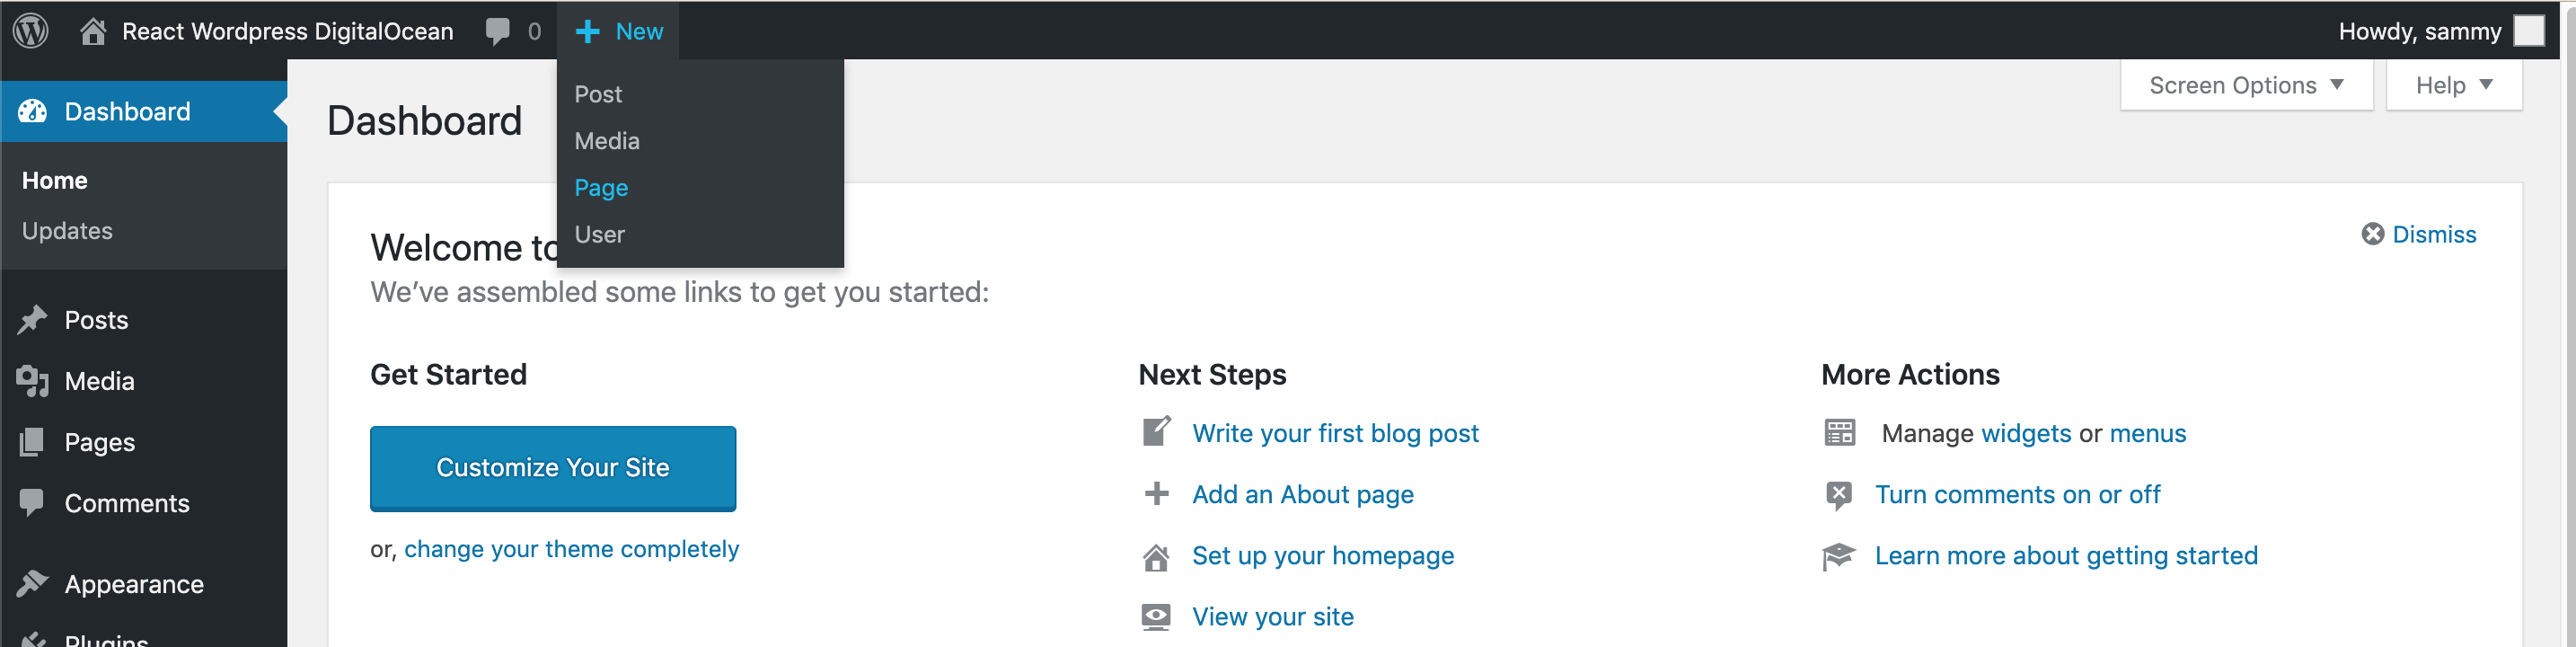 React Wordpress DigitalOcean 0 New Howdy, sammy
Post
Media
Page
User
Screen Options
Help
Dashboard
Home
Updates
Posts
Media
Pages
Comments
Appearance
Plugins
Dashboard
Welcome to
We’ve assembled some links to get you started:
Dismiss
Get Started
Customize Your Site
or, change your theme completely
Next Steps
Write your first blog post
Add an About page
Set up your homepage
View your site
More Actions
Manage widgets or menus
Turn comments on or off
Learn more about getting started